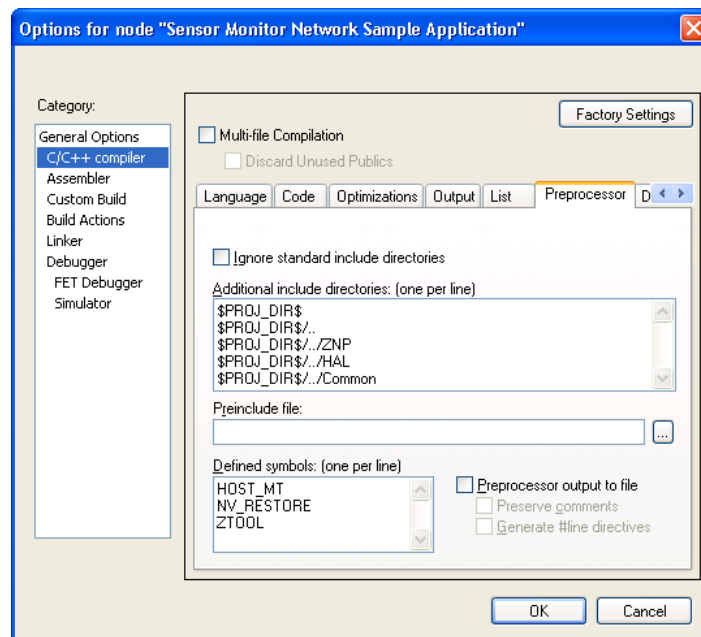 Options for node "Sensor Monitor Network Sample Application"
Category:
General Options
C/C++ compiler
Assembler
Custom Build
Build Actions
Linker
Debugger
FET Debugger
Simulator
Factory Settings
Multi-file Compilation
Discard Unused Publics
Language Code Optimizations Output List Preprocessor D
Ignore standard include directories
Additional include directories: (one per line)
$PROJ_DIR$
$PROJ_DIR$/..
$PROJ_DIR$/../ZNP
$PROJ_DIR$/../HAL
$PROJ_DIR$/../Common
Preinclude file:
...
Defined symbols: (one per line)
HOST_MT
NV_RESTORE
ZTOOL
Preprocessor output to file
Preserve comments
Generate #line directives
OK Cancel